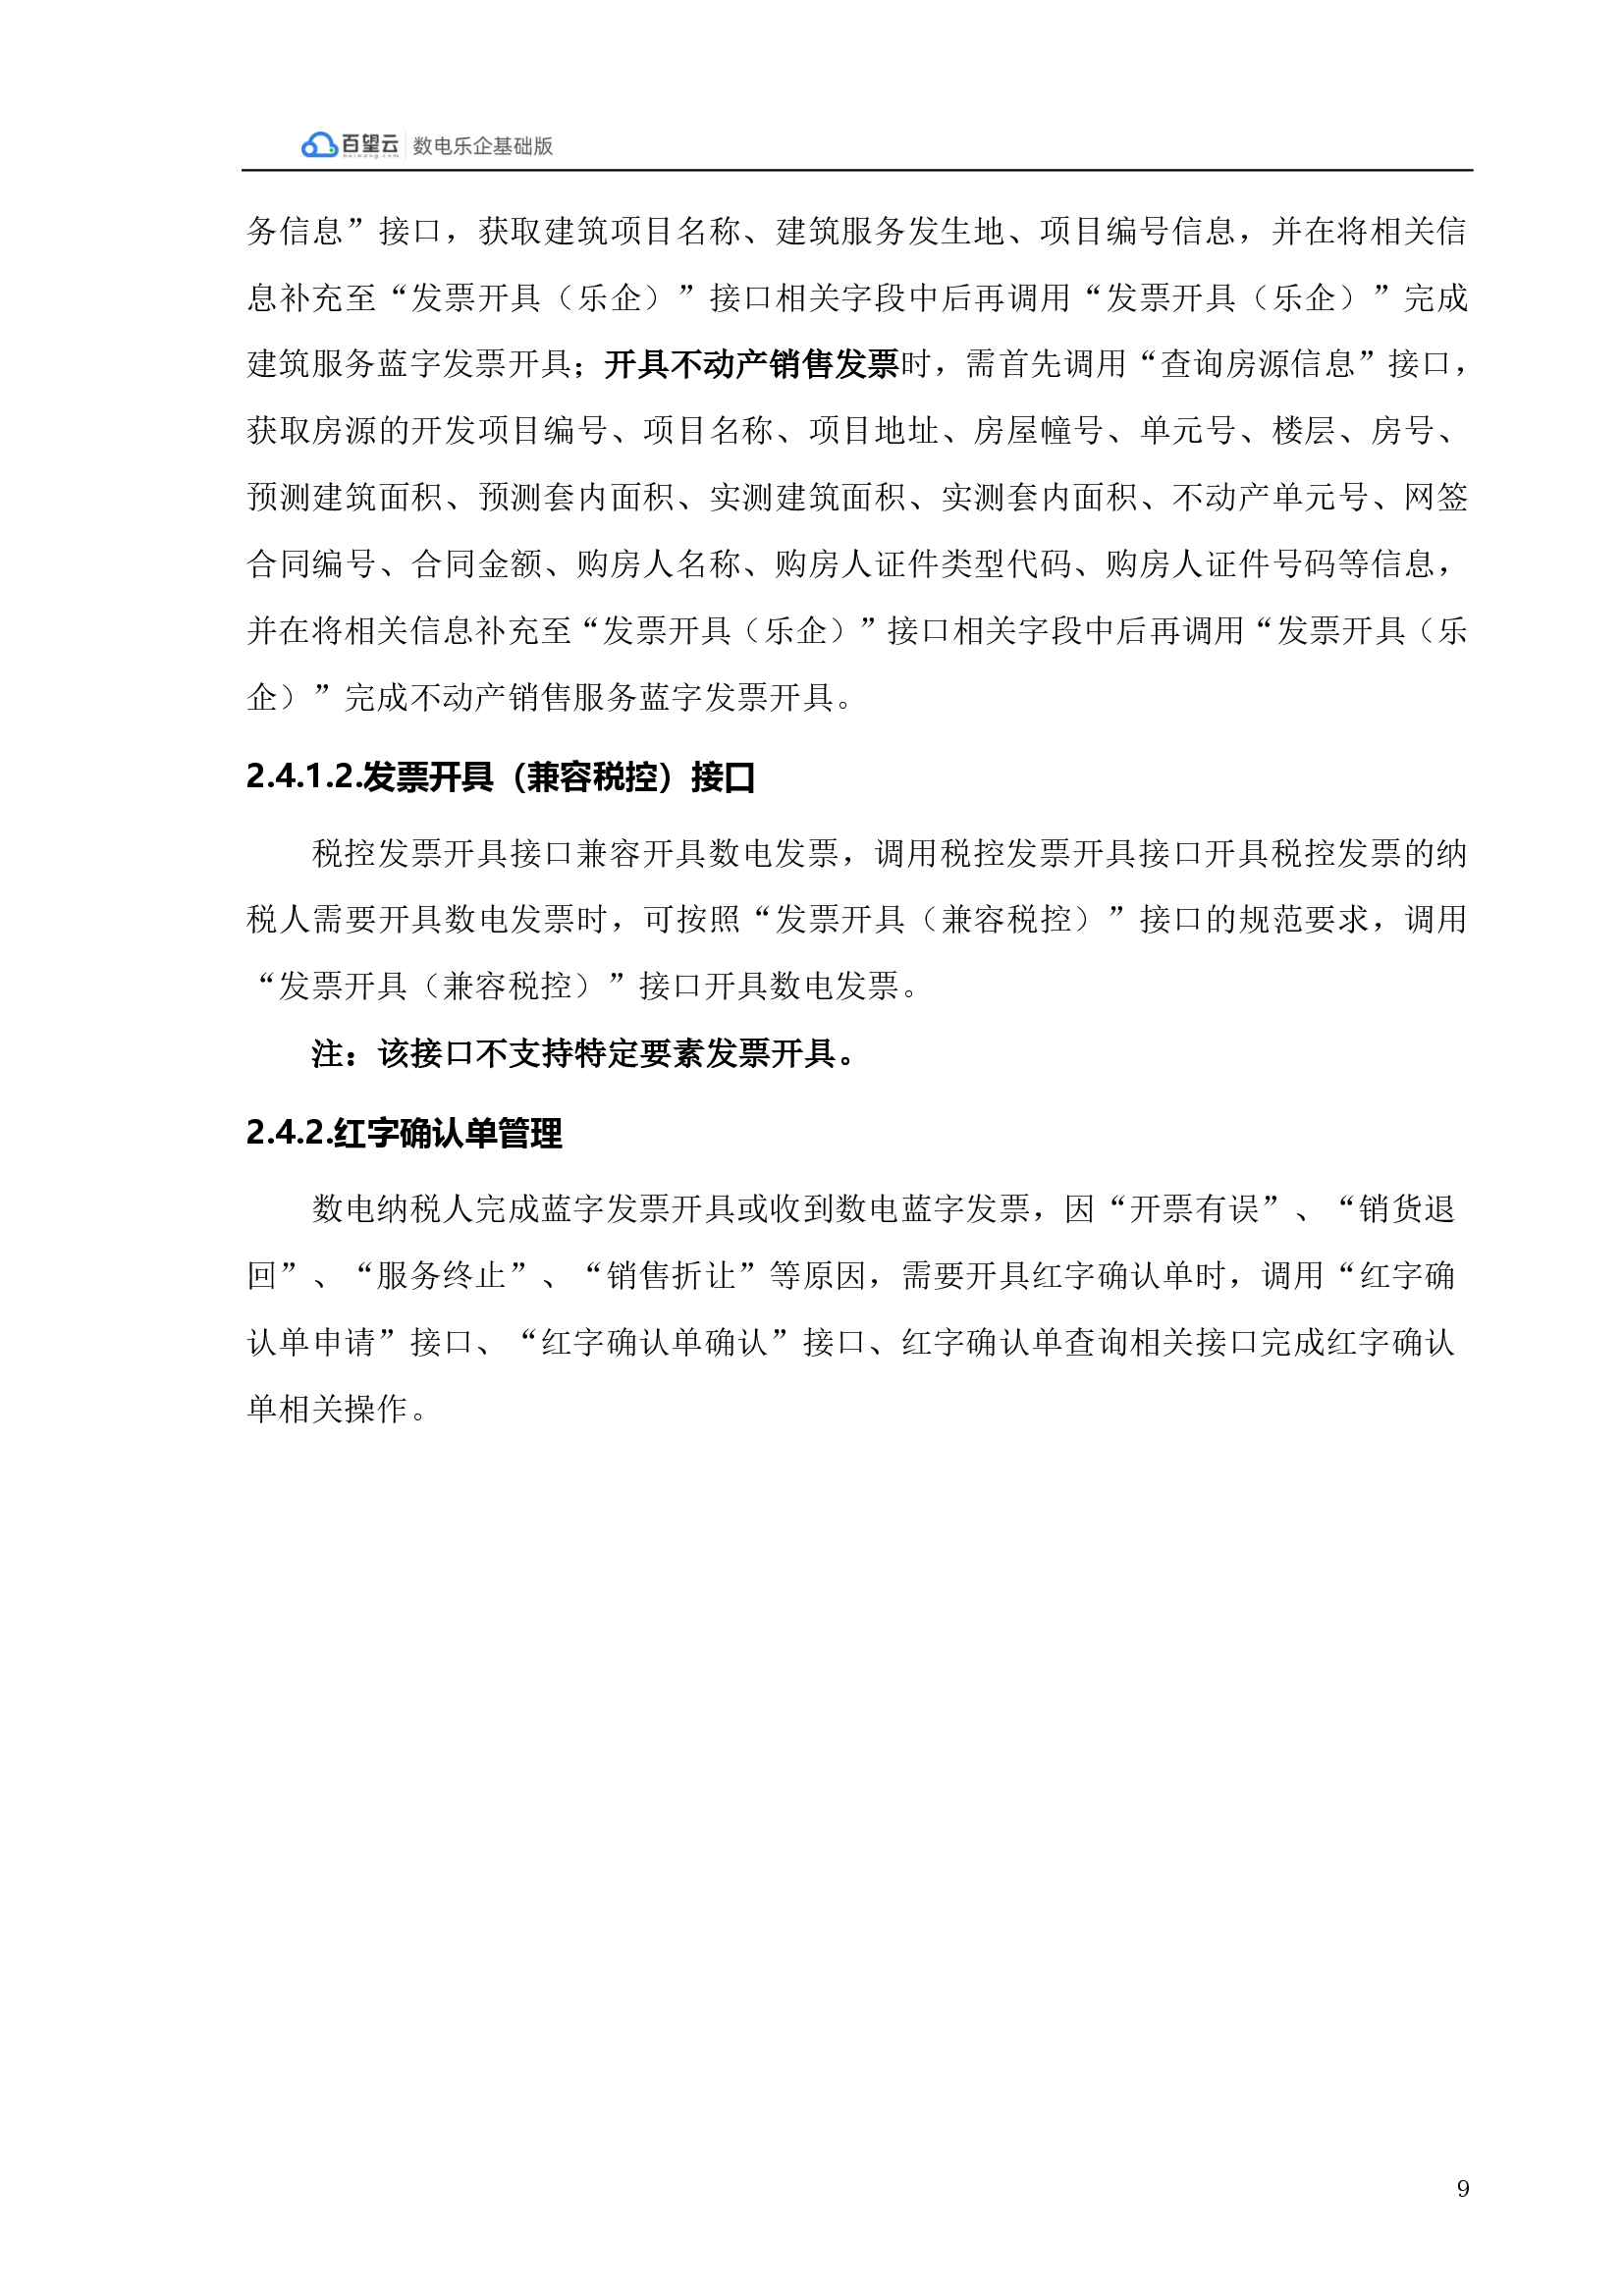 百望云 数电乐企基础版
baiwang.com
务信息”接口，获取建筑项目名称、建筑服务发生地、项目编号信息，并在将相关信
息补充至“发票开具（乐企）”接口相关字段中后再调用“发票开具（乐企）”完成
建筑服务蓝字发票开具；开具不动产销售发票时，需首先调用“查询房源信息”接口，
获取房源的开发项目编号、项目名称、项目地址、房屋幢号、单元号、楼层、房号、
预测建筑面积、预测套内面积、实测建筑面积、实测套内面积、不动产单元号、网签
合同编号、合同金额、购房人名称、购房人证件类型代码、购房人证件号码等信息，
并在将相关信息补充至“发票开具（乐企）”接口相关字段中后再调用“发票开具（乐
企）”完成不动产销售服务蓝字发票开具。
2.4.1.2.发票开具（兼容税控）接口
税控发票开具接口兼容开具数电发票，调用税控发票开具接口开具税控发票的纳
税人需要开具数电发票时，可按照“发票开具（兼容税控）”接口的规范要求，调用
“发票开具（兼容税控）”接口开具数电发票。
注：该接口不支持特定要素发票开具。
2.4.2.红字确认单管理
数电纳税人完成蓝字发票开具或收到数电蓝字发票，因“开票有误”、“销货退
回”、“服务终止”、“销售折让”等原因，需要开具红字确认单时，调用“红字确
认单申请”接口、“红字确认单确认”接口、红字确认单查询相关接口完成红字确认
单相关操作。
9